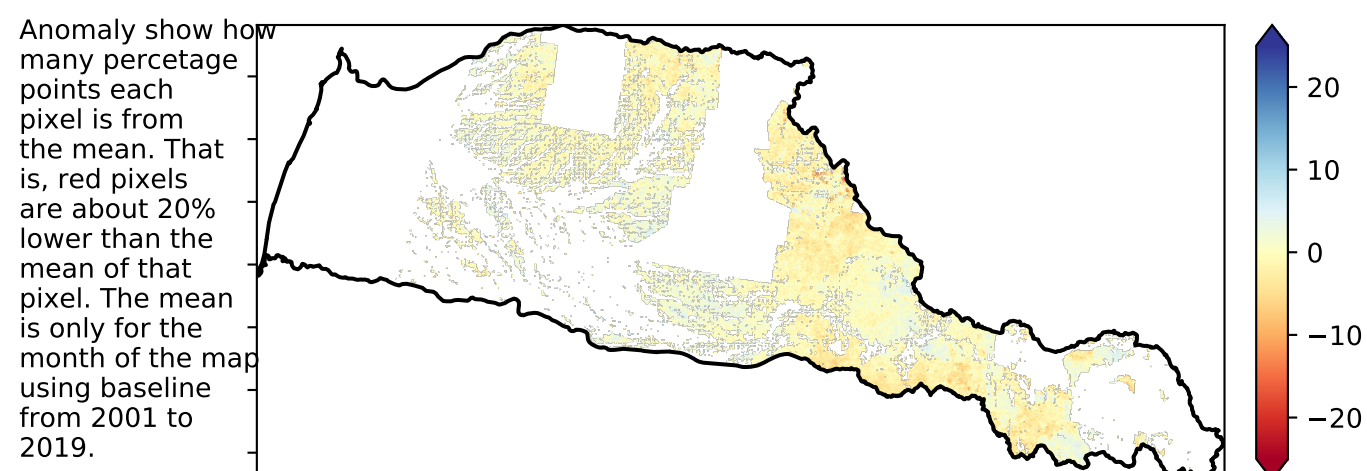 Anomaly show how
many percetage
points each
pixel is from
the mean. That
is, red pixels
are about 20%
lower than the
mean of that
pixel. The mean
is only for the
month of the map
using baseline
from 2001 to
2019.
20
10
0
−10
−20